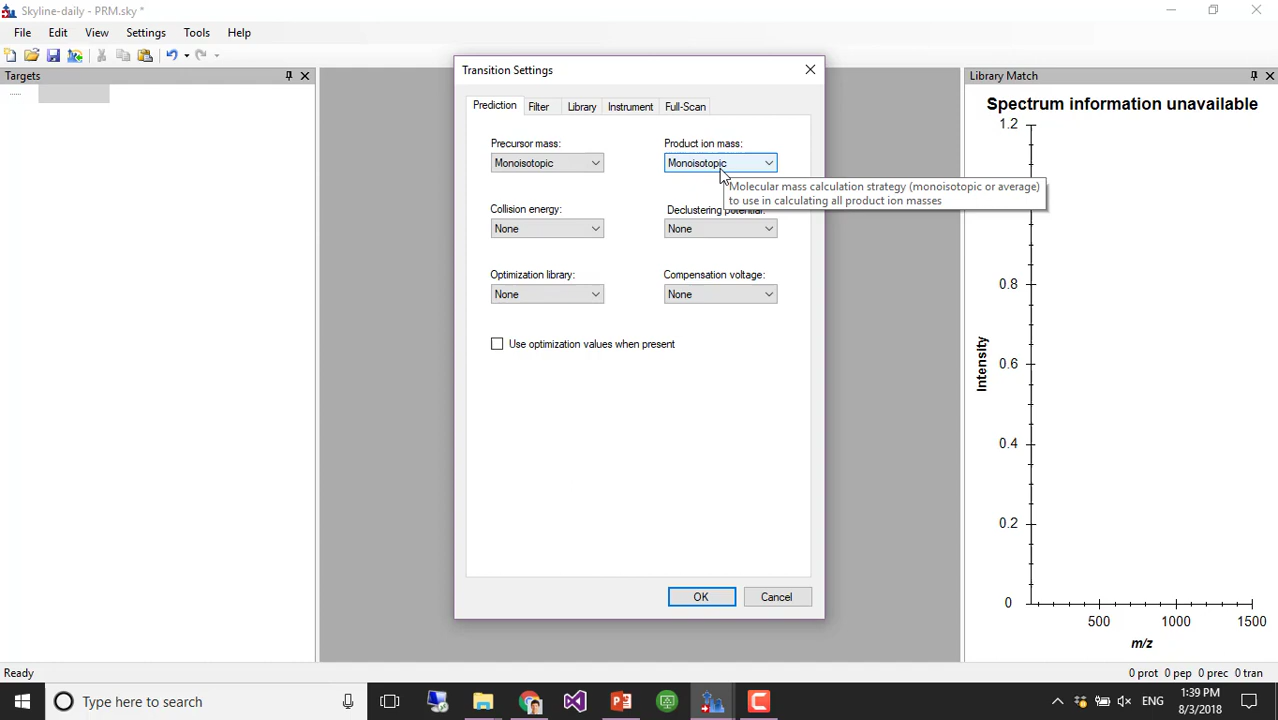 Skyline-daily - PRM.sky *
File Edit View Settings Tools Help
Targets
Transition Settings
Prediction Filter Library Instrument Full-Scan
Precursor mass: Product ion mass:
Monoisotopic Monoisotopic
Molecular mass calculation strategy (monoisotopic or average)
to use in calculating all product ion masses
Collision energy: Declustering potential:
None None
Optimization library: Compensation voltage:
None None
Use optimization values when present
OK Cancel
Library Match
Spectrum information unavailable
1.2
0.8
0.6
0.4
0.2
0
Intensity
500 1000 1500
m/z
Ready 0 prot 0 pep 0 prec 0 tran
Type here to search
ENG
1:39 PM
8/3/2018